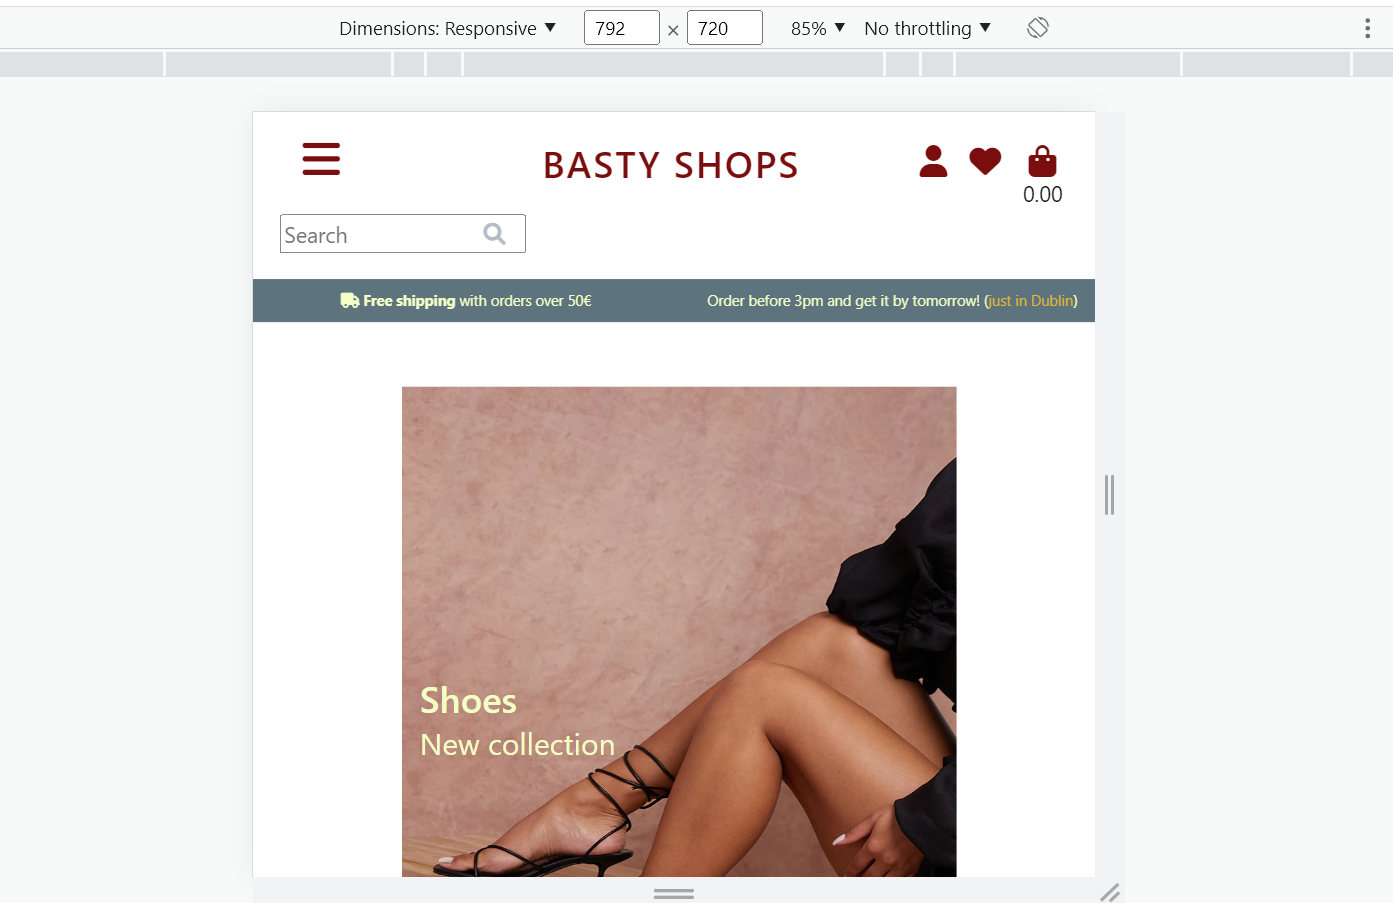 Dimensions: Responsive ▼ 792 × 720 85% ▼ No throttling ▼
BASTY SHOPS
0.00
Search
Free shipping with orders over 50€ Order before 3pm and get it by tomorrow! (just in Dublin)
Shoes
New collection